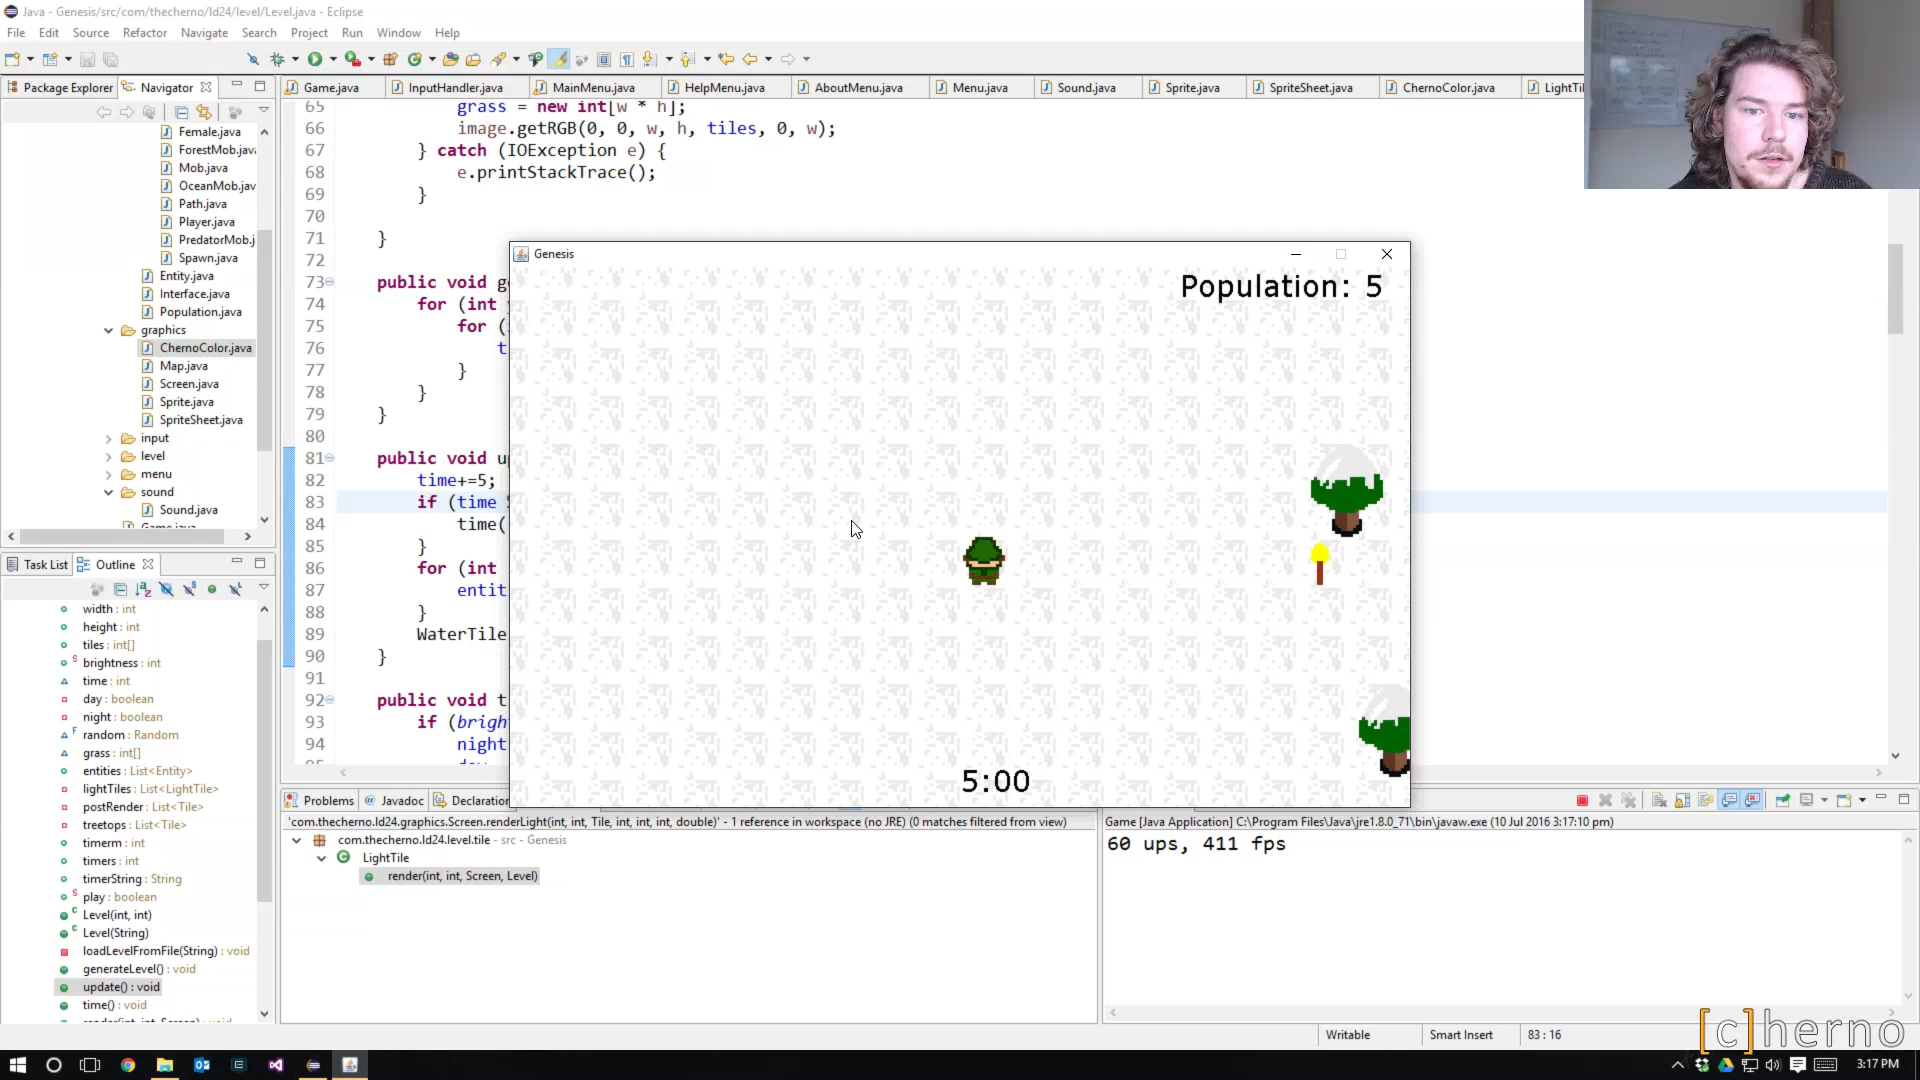 Java - Genesis/src/com/thecherno/ld24/level/Level.java - Eclipse
File Edit Source Refactor Navigate Search Project Run Window Help
Package Explorer Navigator
Game.java InputHandler.java MainMenu.java HelpMenu.java AboutMenu.java Menu.java Sound.java Sprite.java SpriteSheet.java ChernoColor.java LightTil
Female.java
ForestMob.java
Mob.java
OceanMob.jav
Path.java
Player.java
PredatorMob.j
Spawn.java
Entity.java
Interface.java
Population.java
graphics
ChernoColor.java
Map.java
Screen.java
Sprite.java
SpriteSheet.java
input
level
menu
sound
Sound.java
Game.java
65 grass = new int[w * h];
66 image.getRGB(0, 0, w, h, tiles, 0, w);
67 } catch (IOException e) {
68 e.printStackTrace();
69 }
70
71 }
72
73 public void g
74 for (int
75 for (
76 t
77 }
78 }
79 }
80
81 public void u
82 time+=5;
83 if (time
84 time(
85 }
86 for (int
87 entit
88 }
89 WaterTile
90 }
91
92 public void t
93 if (brigh
94 night
Genesis
Population: 5
5:00
Task List Outline
width : int
height : int
tiles : int[]
brightness : int
time : int
day : boolean
night : boolean
random : Random
grass : int[]
entities : List<Entity>
lightTiles : List<LightTile>
postRender : List<Tile>
treetops : List<Tile>
timerm : int
timers : int
timerString : String
play : boolean
Level(int, int)
Level(String)
loadLevelFromFile(String) : void
generateLevel() : void
update() : void
time() : void
render(int, int, Screen) : void
Problems Javadoc Declaration
'com.thecherno.ld24.graphics.Screen.renderLight(int, int, Tile, int, int, int, double)' - 1 reference in workspace (no JRE) (0 matches filtered from view)
com.thecherno.ld24.level.tile - src - Genesis
LightTile
render(int, int, Screen, Level)
Game [Java Application] C:\Program Files\Java\jre1.8.0_71\bin\javaw.exe (10 Jul 2016 3:17:10 pm)
60 ups, 411 fps
Writable Smart Insert 83 : 16
[c]herno
3:17 PM